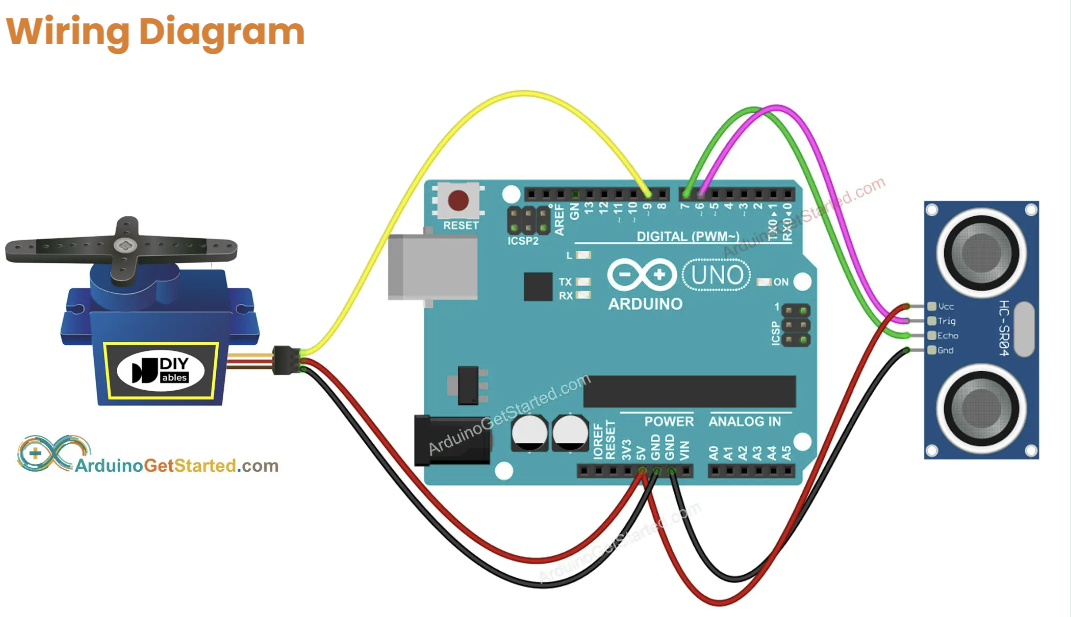 Wiring Diagram
RESET
ICSP2
AREF
GN
13
12
~11
~10
~9
8
7
~6
~5
4
~3
2
TX0▸1
RX0◂0
DIGITAL (PWM~)
L
TX
RX
UNO
ON
ARDUINO
1
ICSP
ArduinoGetStarted.com
Vcc
Trig
Echo
Gnd
HC-SR04
DIY
ables
ArduinoGetStarted.com
ArduinoGetStarted.com
POWER
ANALOG IN
IOREF
RESET
3V3
5V
GND
GND
VIN
A0
A1
A2
A3
A4
A5
ArduinoGetStarted.com